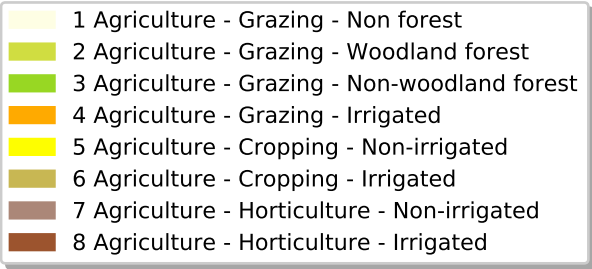 1 Agriculture - Grazing - Non forest
2 Agriculture - Grazing - Woodland forest
3 Agriculture - Grazing - Non-woodland forest
4 Agriculture - Grazing - Irrigated
5 Agriculture - Cropping - Non-irrigated
6 Agriculture - Cropping - Irrigated
7 Agriculture - Horticulture - Non-irrigated
8 Agriculture - Horticulture - Irrigated